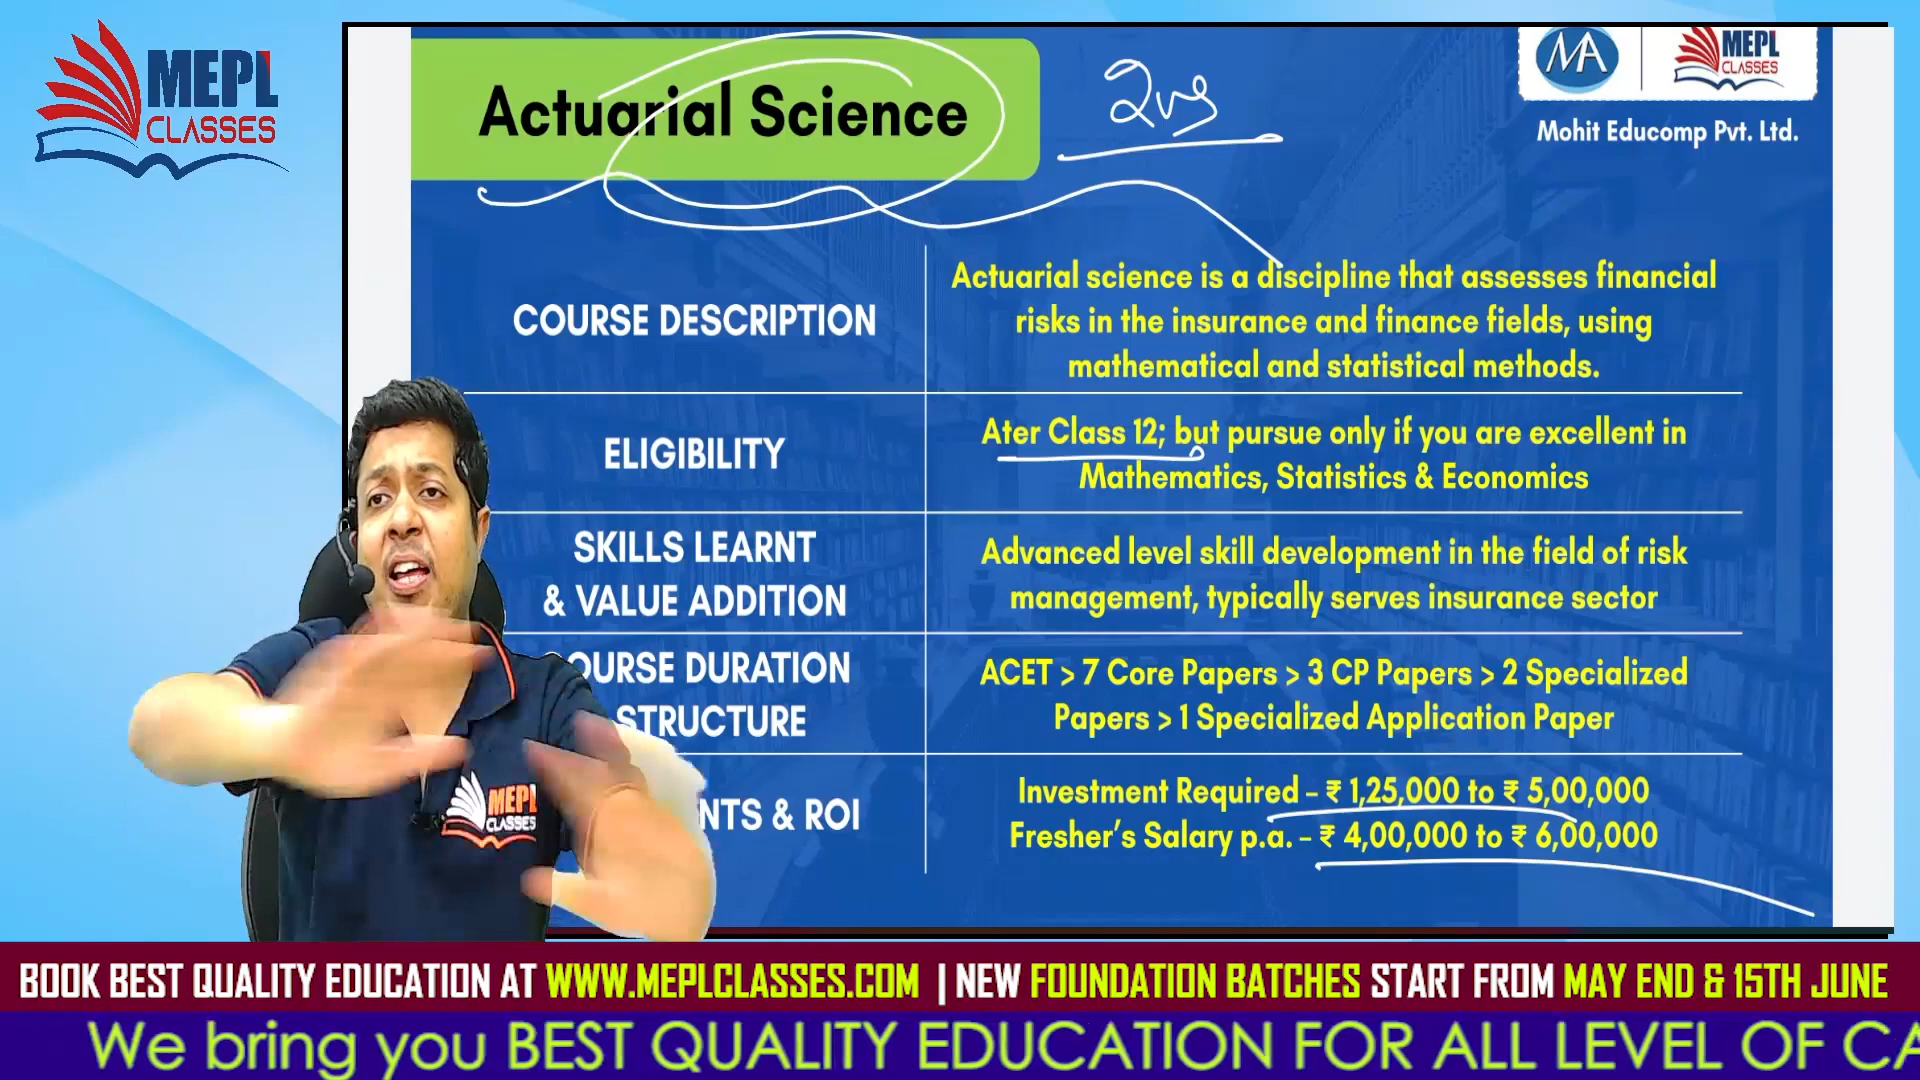 MEPL
CLASSES
Actuarial Science
MA
MEPL
CLASSES
Mohit Educomp Pvt. Ltd.
COURSE DESCRIPTION
Actuarial science is a discipline that assesses financial
risks in the insurance and finance fields, using
mathematical and statistical methods.
ELIGIBILITY
Ater Class 12; but pursue only if you are excellent in
Mathematics, Statistics & Economics
SKILLS LEARNT
& VALUE ADDITION
Advanced level skill development in the field of risk
management, typically serves insurance sector
OURSE DURATION
STRUCTURE
ACET > 7 Core Papers > 3 CP Papers > 2 Specialized
Papers > 1 Specialized Application Paper
NTS & ROI
Investment Required – ₹ 1,25,000 to ₹ 5,00,000
Fresher's Salary p.a. – ₹ 4,00,000 to ₹ 6,00,000
MEPL
CLASSES
BOOK BEST QUALITY EDUCATION AT WWW.MEPLCLASSES.COM | NEW FOUNDATION BATCHES START FROM MAY END & 15TH JUNE
We bring you BEST QUALITY EDUCATION FOR ALL LEVEL OF CA